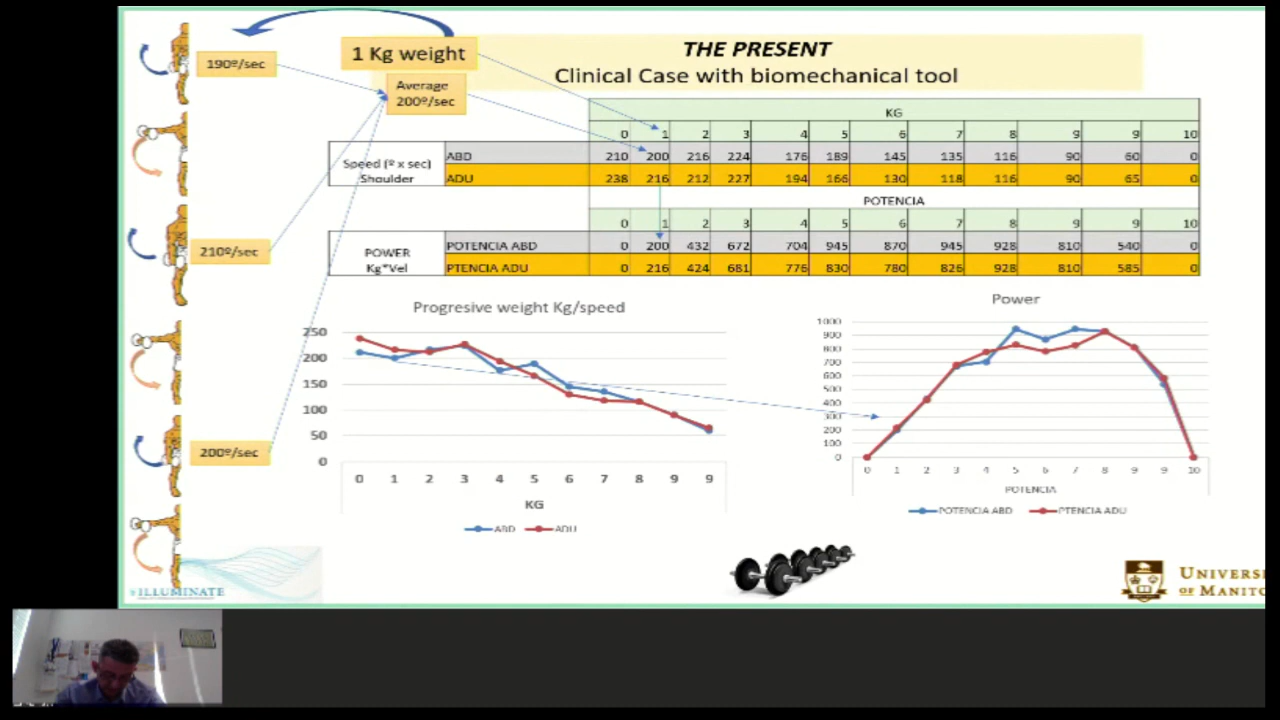 THE PRESENT
Clinical Case with biomechanical tool
1 Kg weight
Average
200º/sec
190º/sec
210º/sec
200º/sec
KG
0 1 2 3 4 5 6 7 8 9 9 10
Speed (º x sec)
Shoulder
ABD 210 200 216 224 176 189 145 135 116 90 60 0
ADU 238 216 212 227 194 166 130 118 116 90 65 0
POTENCIA
0 1 2 3 4 5 6 7 8 9 9 10
POWER
Kg*Vel
POTENCIA ABD 0 200 432 672 704 945 870 945 928 810 540 0
PTENCIA ADU 0 216 424 681 776 830 780 826 928 810 585 0
Progresive weight Kg/speed
250
200
150
100
50
0
0 1 2 3 4 5 6 7 8 9 9
KG
ABD ADU
Power
1000
900
800
700
600
500
400
300
200
100
0
0 1 2 3 4 5 6 7 8 9 9 10
POTENCIA
POTENCIA ABD PTENCIA ADU
ILLUMINATE
UNIVERSI
OF MANITO